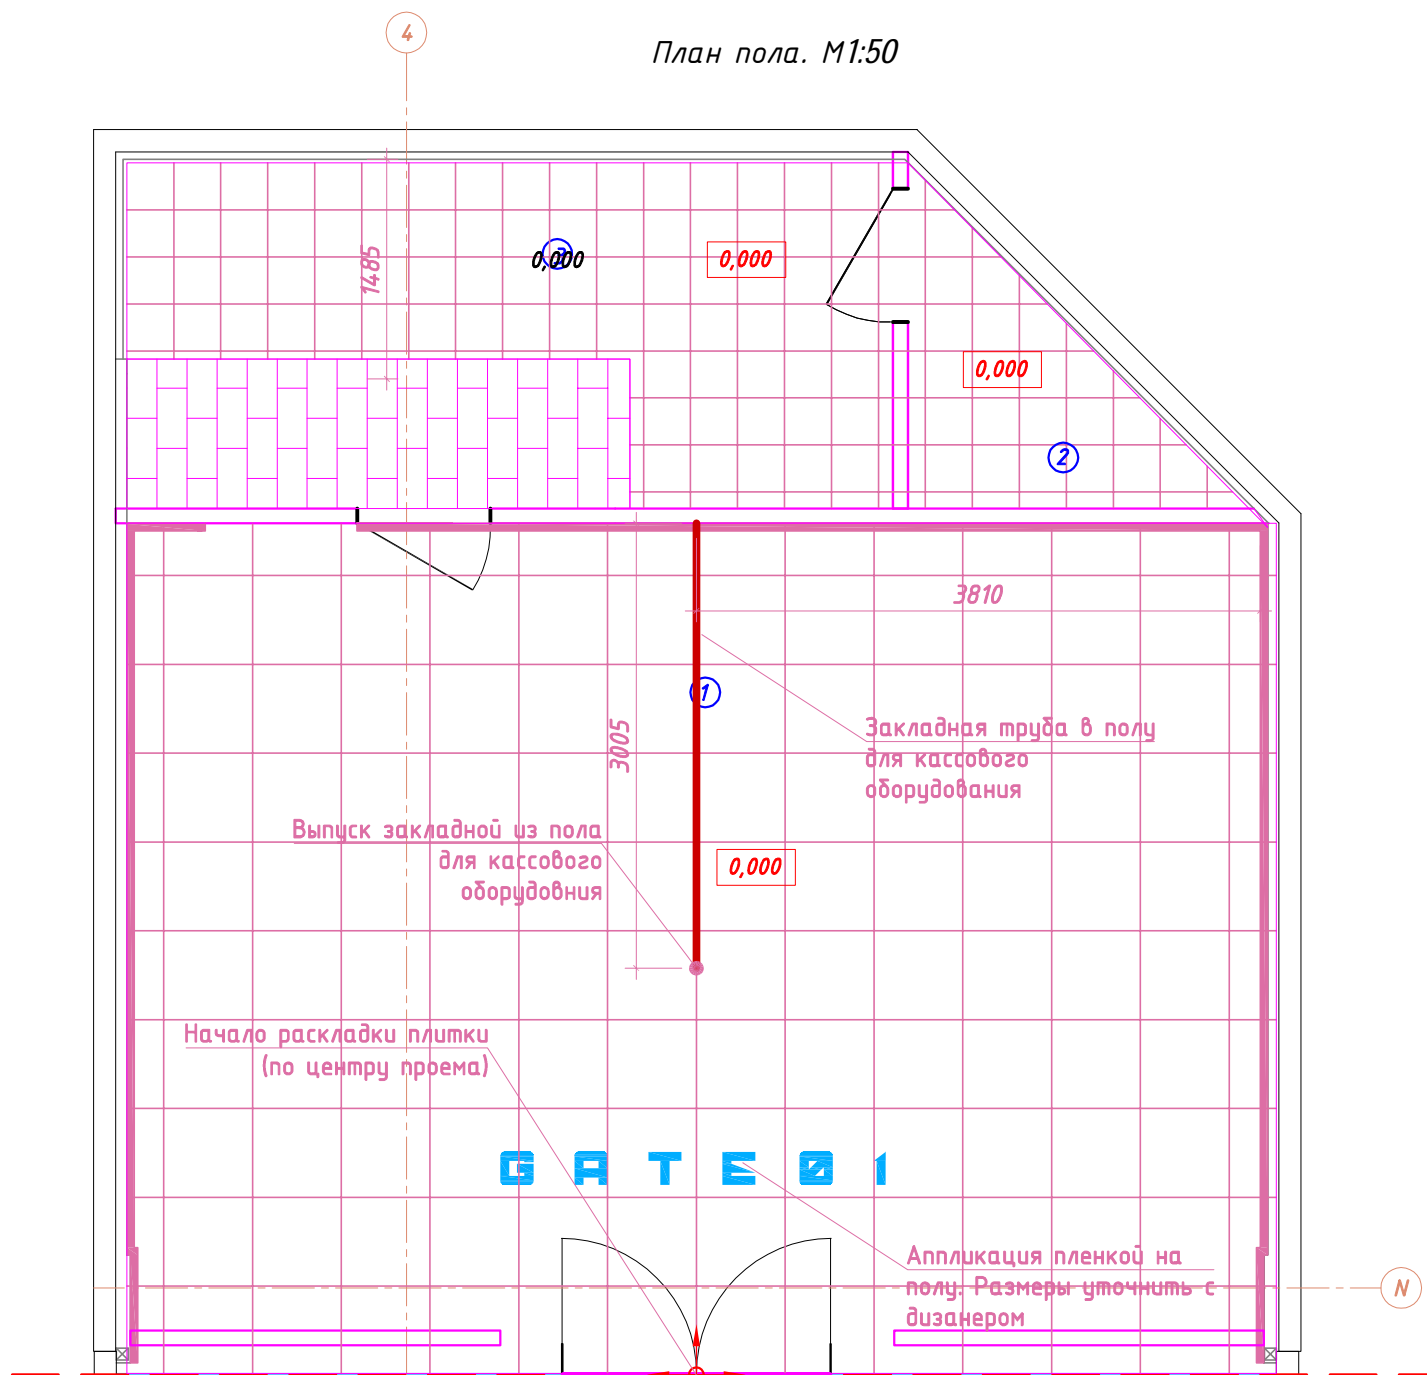 4
План пола. М1:50
1485
3
0,000
0,000
0,000
2
3810
1
3005
Закладная труба в полу
для кассового
оборудования
Выпуск закладной из пола
для кассового
оборудовния
0,000
Начало раскладки плитки
(по центру проема)
GATE01
Аппликация пленкой на
полу. Размеры уточнить с
дизанером
N